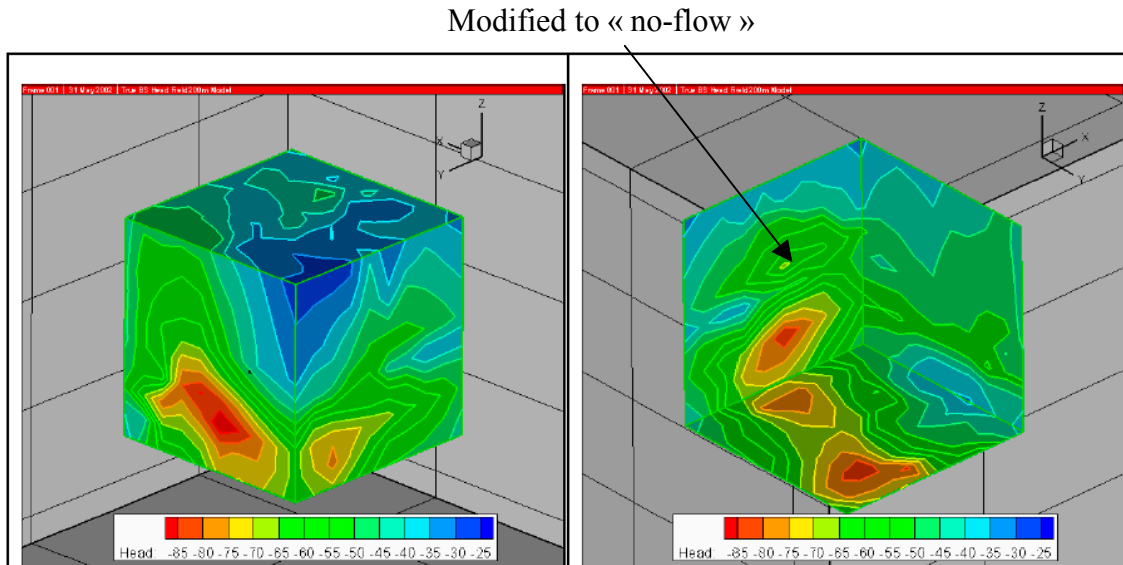 Modified to « no-flow »
Frame 001 | 31 May 2002 | True BS Head Field 200m Model
Z
X
Y
Head: -85 -80 -75 -70 -65 -60 -55 -50 -45 -40 -35 -30 -25
Frame 001 | 31 May 2002 | True BS Head Field 200m Model
Z
X
Y
Head: -85 -80 -75 -70 -65 -60 -55 -50 -45 -40 -35 -30 -25